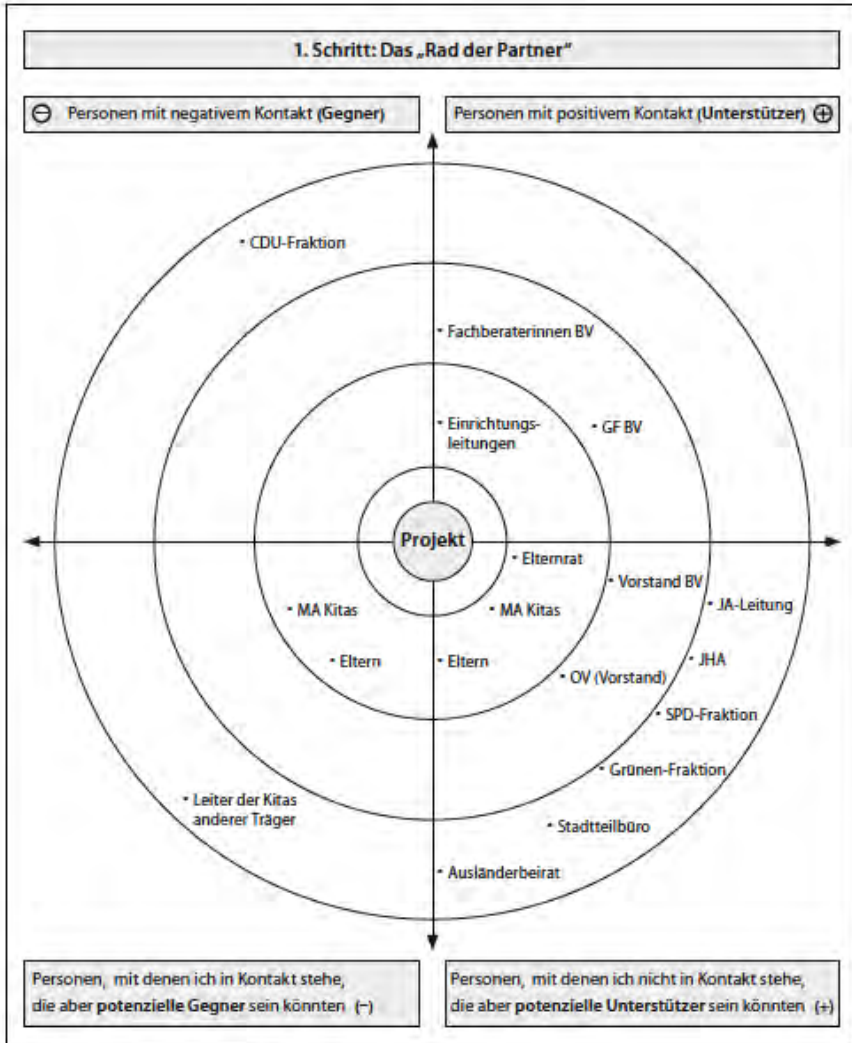 1. Schritt: Das „Rad der Partner“
⊖ Personen mit negativem Kontakt (Gegner)
Personen mit positivem Kontakt (Unterstützer) ⊕
• CDU-Fraktion
• Fachberaterinnen BV
• Einrichtungs-
leitungen
• GF BV
Projekt
• Elternrat
• Vorstand BV
• JA-Leitung
• MA Kitas
• MA Kitas
• Eltern
• Eltern
• JHA
• OV (Vorstand)
• SPD-Fraktion
• Grünen-Fraktion
• Leiter der Kitas
anderer Träger
• Stadtteilbüro
• Ausländerbeirat
Personen, mit denen ich in Kontakt stehe,
die aber potenzielle Gegner sein könnten (–)
Personen, mit denen ich nicht in Kontakt stehe,
die aber potenzielle Unterstützer sein könnten (+)